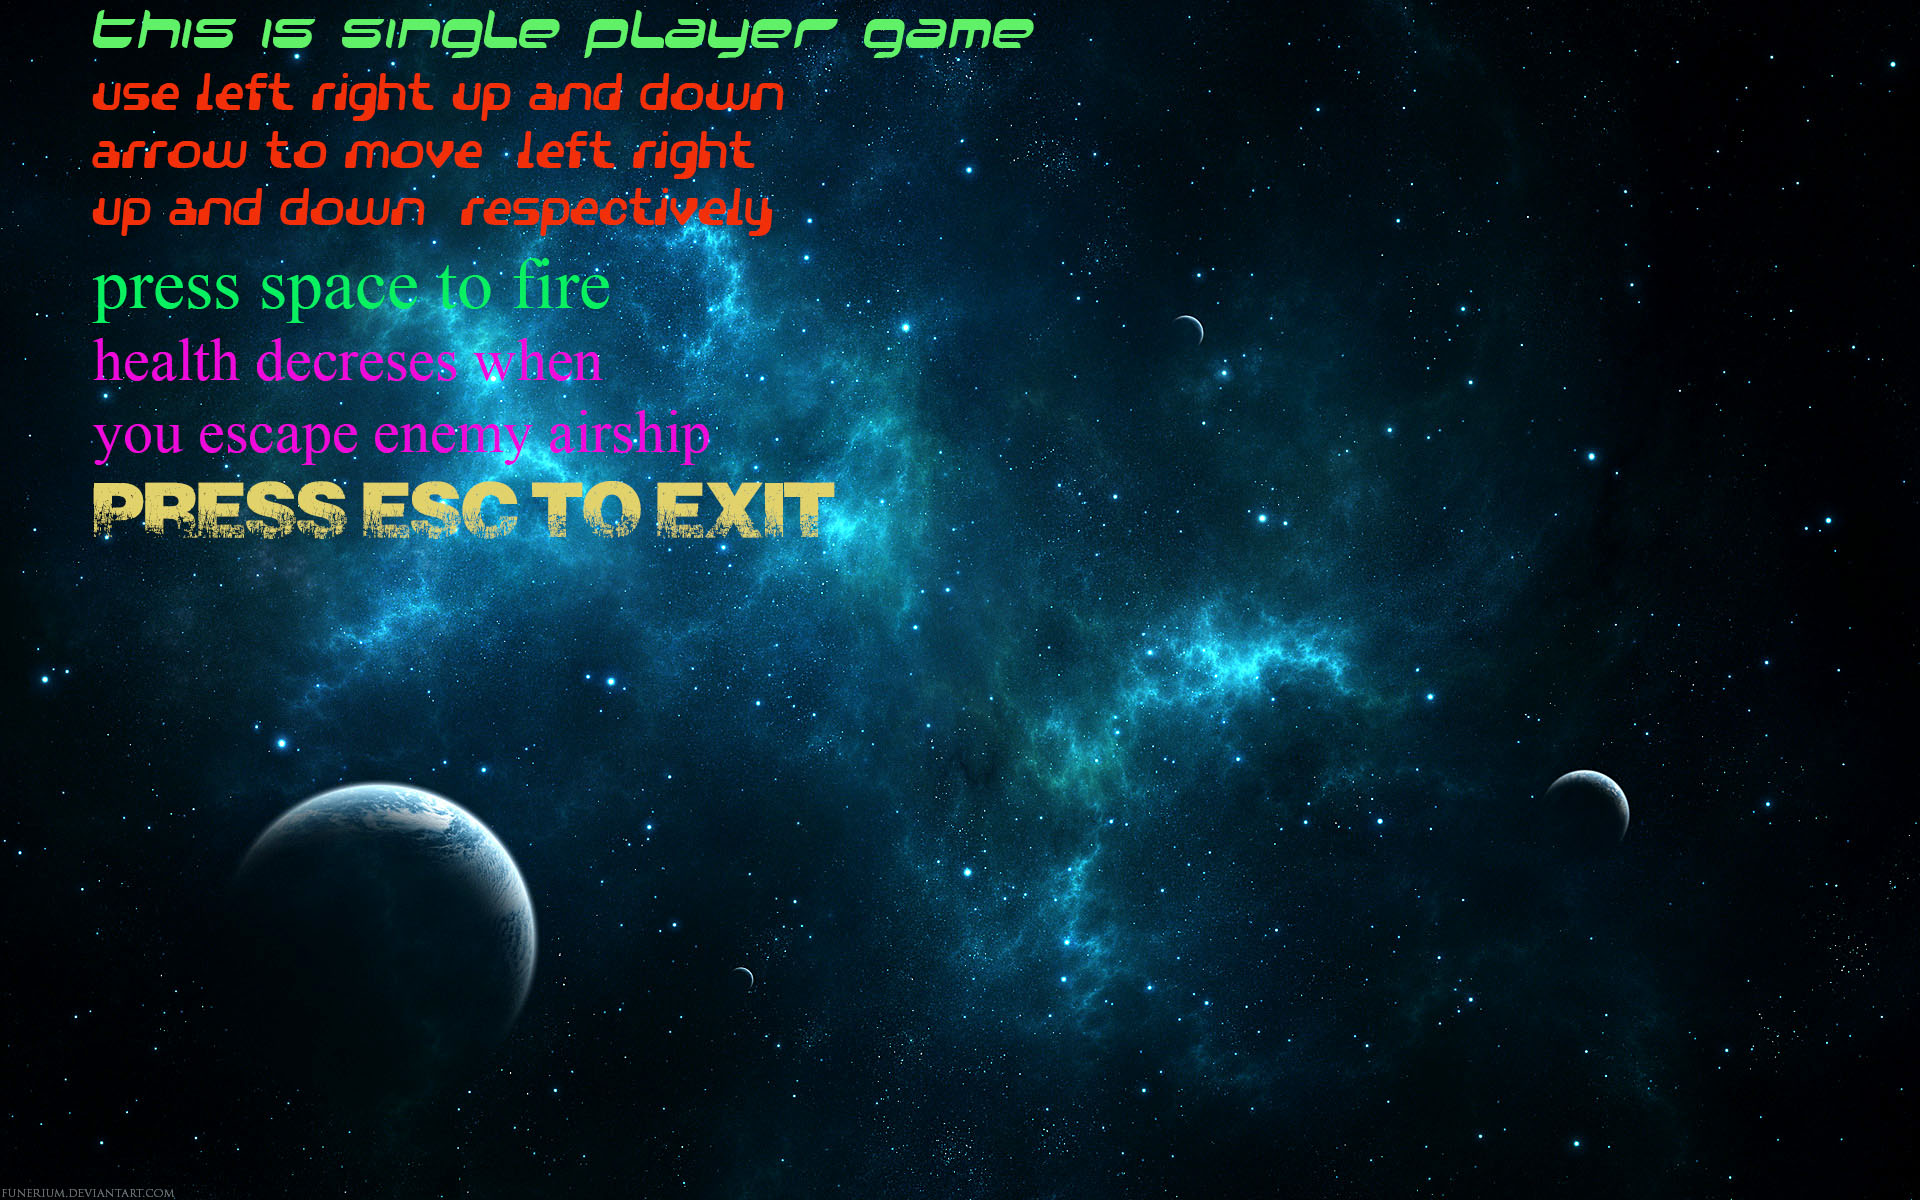 this is single player game
use left right up and down
arrow to move left right
up and down respectively
press space to fire
health decreses when
you escape enemy airship
PRESS ESC TO EXIT
FUNERIUM.DEVIANTART.COM